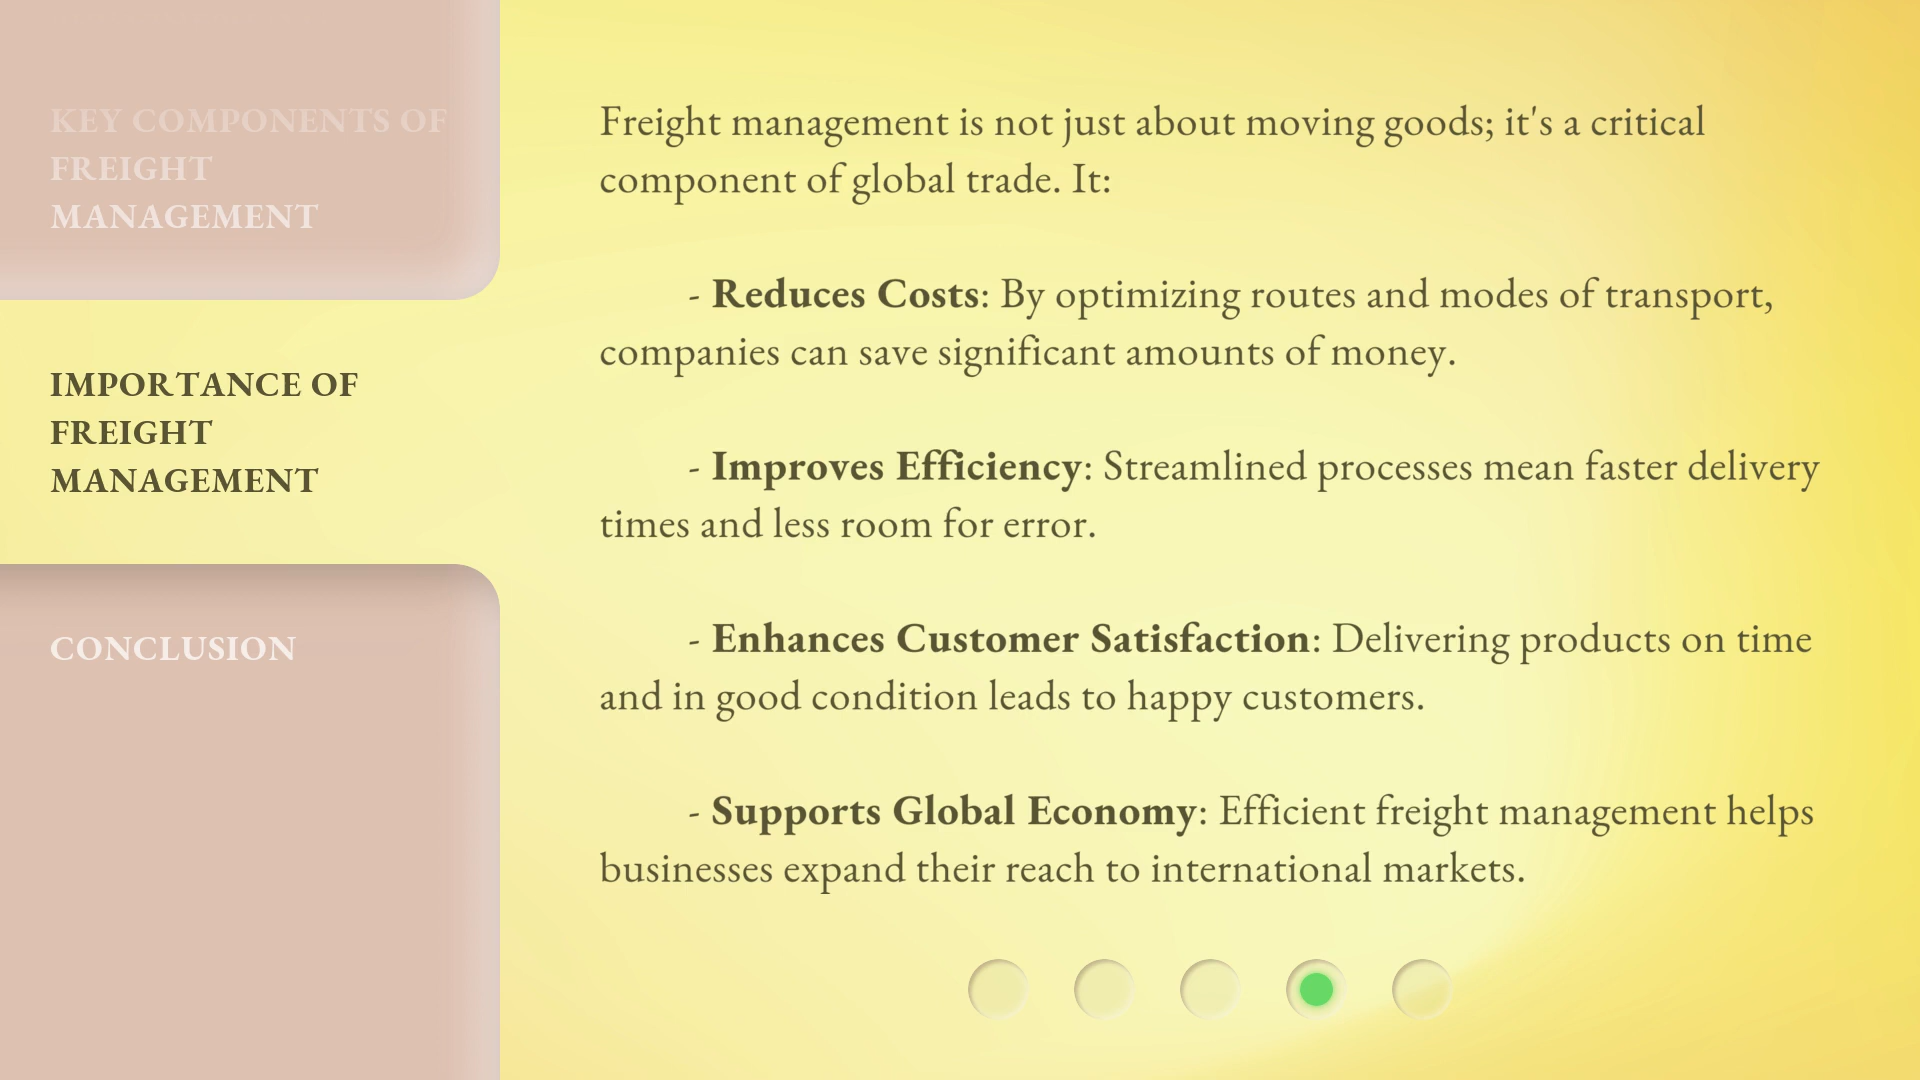 KEY COMPONENTS OF
FREIGHT
MANAGEMENT
IMPORTANCE OF
FREIGHT
MANAGEMENT
CONCLUSION
Freight management is not just about moving goods; it's a critical
component of global trade. It:
- Reduces Costs: By optimizing routes and modes of transport,
companies can save significant amounts of money.
- Improves Efficiency: Streamlined processes mean faster delivery
times and less room for error.
- Enhances Customer Satisfaction: Delivering products on time
and in good condition leads to happy customers.
- Supports Global Economy: Efficient freight management helps
businesses expand their reach to international markets.